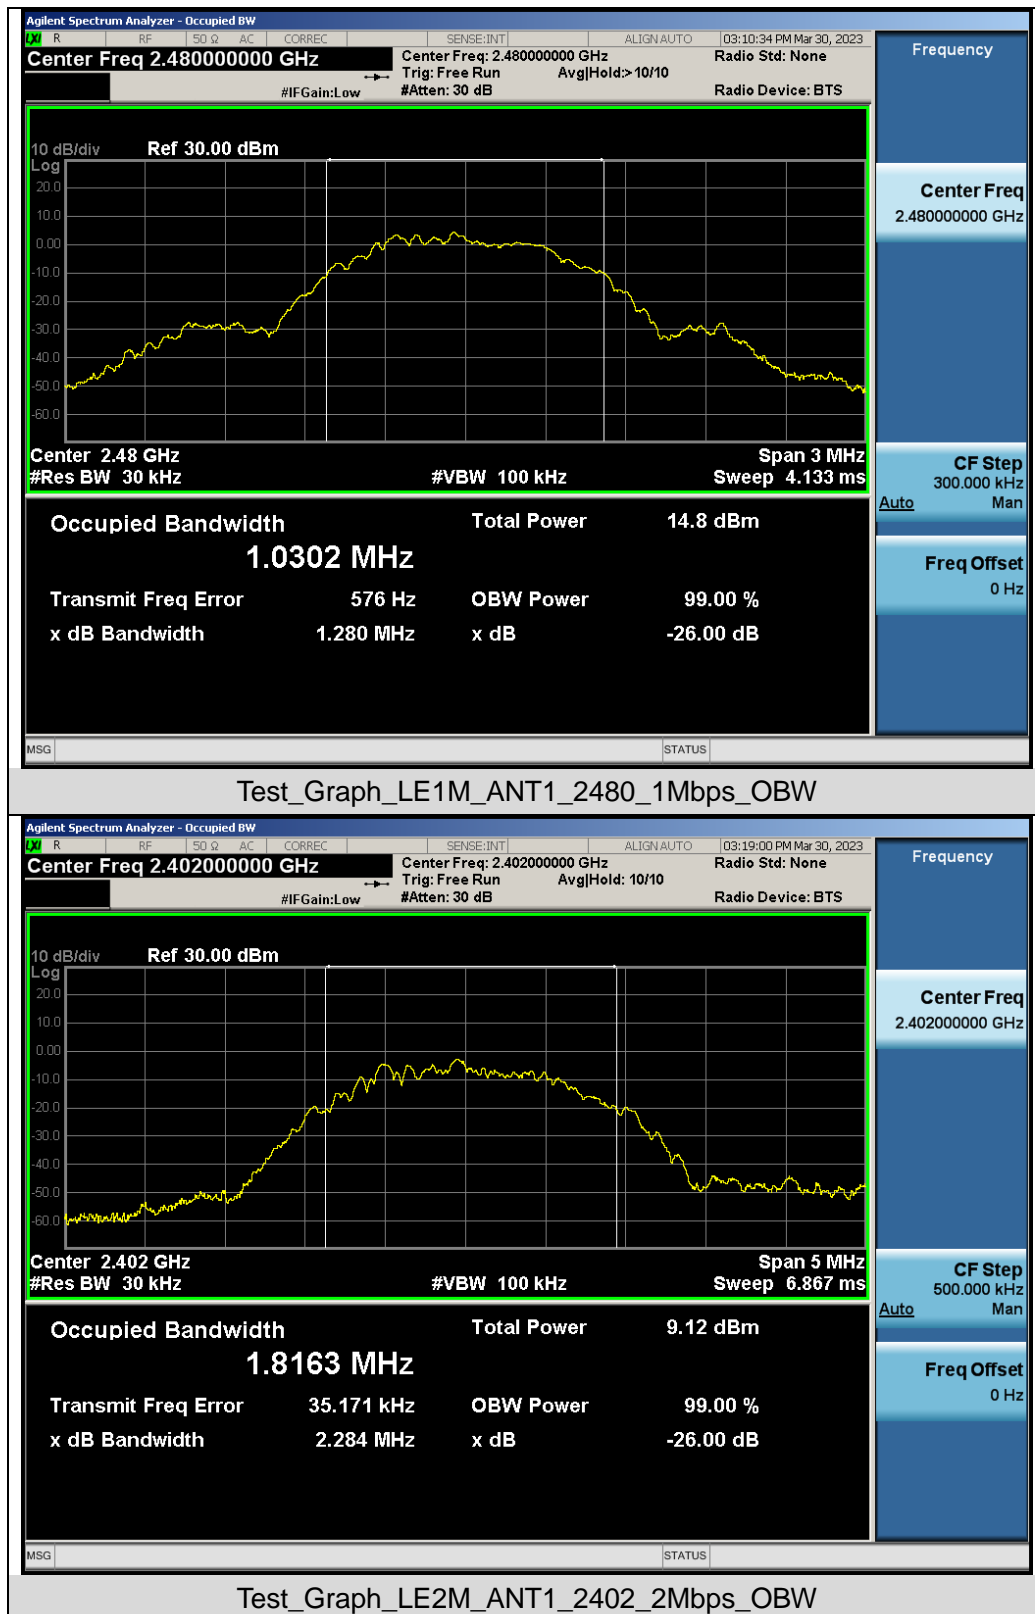 Agilent Spectrum Analyzer - Occupied BW
LXI R RF 50 Ω AC CORREC SENSE:INT ALIGN AUTO 03:10:34 PM Mar 30, 2023
Center Freq 2.480000000 GHz Center Freq: 2.480000000 GHz Radio Std: None
Trig: Free Run Avg|Hold:> 10/10
#IFGain:Low #Atten: 30 dB Radio Device: BTS
Frequency
10 dB/div Ref 30.00 dBm
Log
20.0
10.0
0.00
-10.0
-20.0
-30.0
-40.0
-50.0
-60.0
Center 2.48 GHz Span 3 MHz
#Res BW 30 kHz #VBW 100 kHz Sweep 4.133 ms
Center Freq
2.480000000 GHz
CF Step
300.000 kHz
Auto Man
Freq Offset
0 Hz
Occupied Bandwidth Total Power 14.8 dBm
1.0302 MHz
Transmit Freq Error 576 Hz OBW Power 99.00 %
x dB Bandwidth 1.280 MHz x dB -26.00 dB
MSG STATUS
Test_Graph_LE1M_ANT1_2480_1Mbps_OBW
Agilent Spectrum Analyzer - Occupied BW
LXI R RF 50 Ω AC CORREC SENSE:INT ALIGN AUTO 03:19:00 PM Mar 30, 2023
Center Freq 2.402000000 GHz Center Freq: 2.402000000 GHz Radio Std: None
Trig: Free Run Avg|Hold: 10/10
#IFGain:Low #Atten: 30 dB Radio Device: BTS
Frequency
10 dB/div Ref 30.00 dBm
Log
20.0
10.0
0.00
-10.0
-20.0
-30.0
-40.0
-50.0
-60.0
Center 2.402 GHz Span 5 MHz
#Res BW 30 kHz #VBW 100 kHz Sweep 6.867 ms
Center Freq
2.402000000 GHz
CF Step
500.000 kHz
Auto Man
Freq Offset
0 Hz
Occupied Bandwidth Total Power 9.12 dBm
1.8163 MHz
Transmit Freq Error 35.171 kHz OBW Power 99.00 %
x dB Bandwidth 2.284 MHz x dB -26.00 dB
MSG STATUS
Test_Graph_LE2M_ANT1_2402_2Mbps_OBW